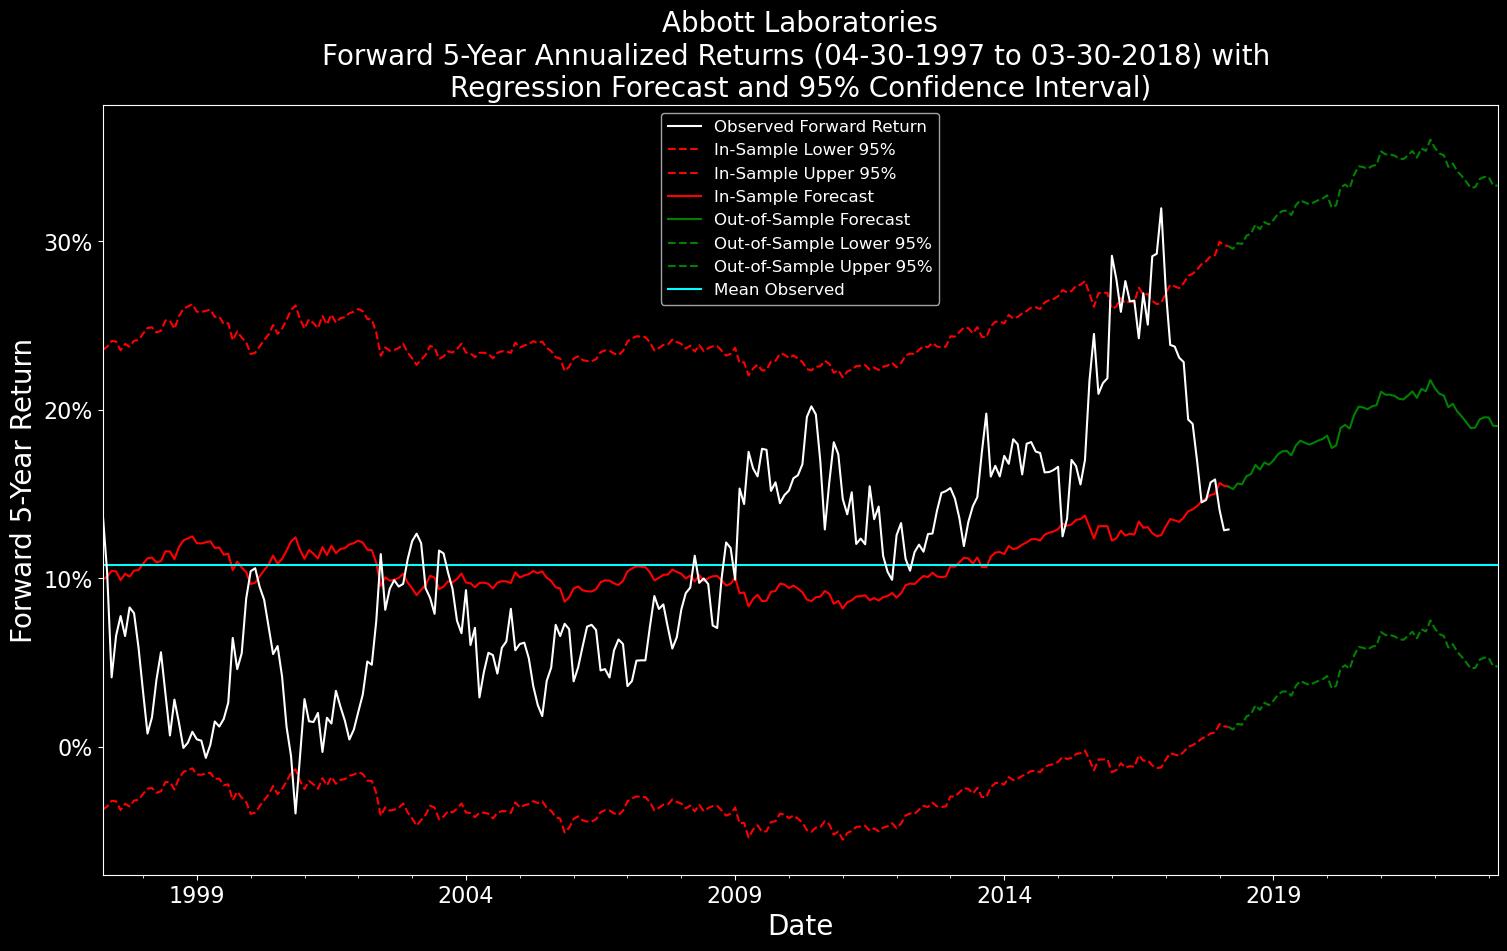 Abbott Laboratories
Forward 5-Year Annualized Returns (04-30-1997 to 03-30-2018) with
Regression Forecast and 95% Confidence Interval)
Observed Forward Return
In-Sample Lower 95%
In-Sample Upper 95%
In-Sample Forecast
Out-of-Sample Forecast
Out-of-Sample Lower 95%
Out-of-Sample Upper 95%
Mean Observed
Forward 5-Year Return
30%
20%
10%
0%
1999
2004
2009
2014
2019
Date